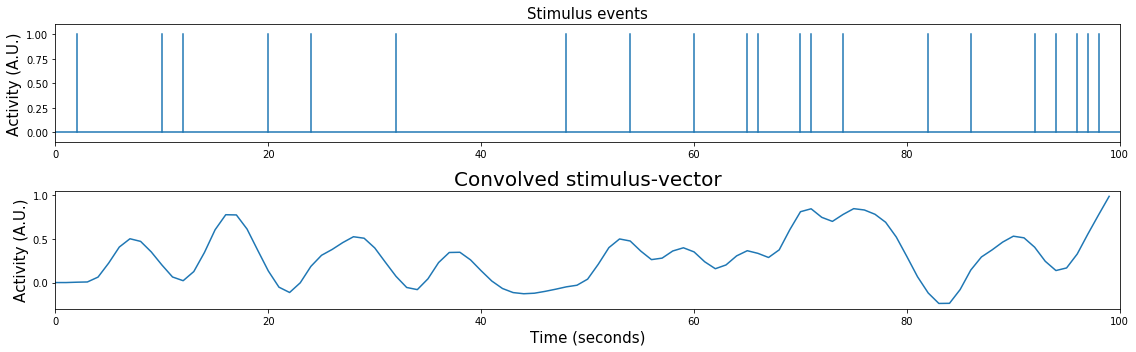 Stimulus events
Activity (A.U.)
1.00
0.75
0.50
0.25
0.00
0 20 40 60 80 100
Convolved stimulus-vector
Activity (A.U.)
1.0
0.5
0.0
0 20 40 60 80 100
Time (seconds)